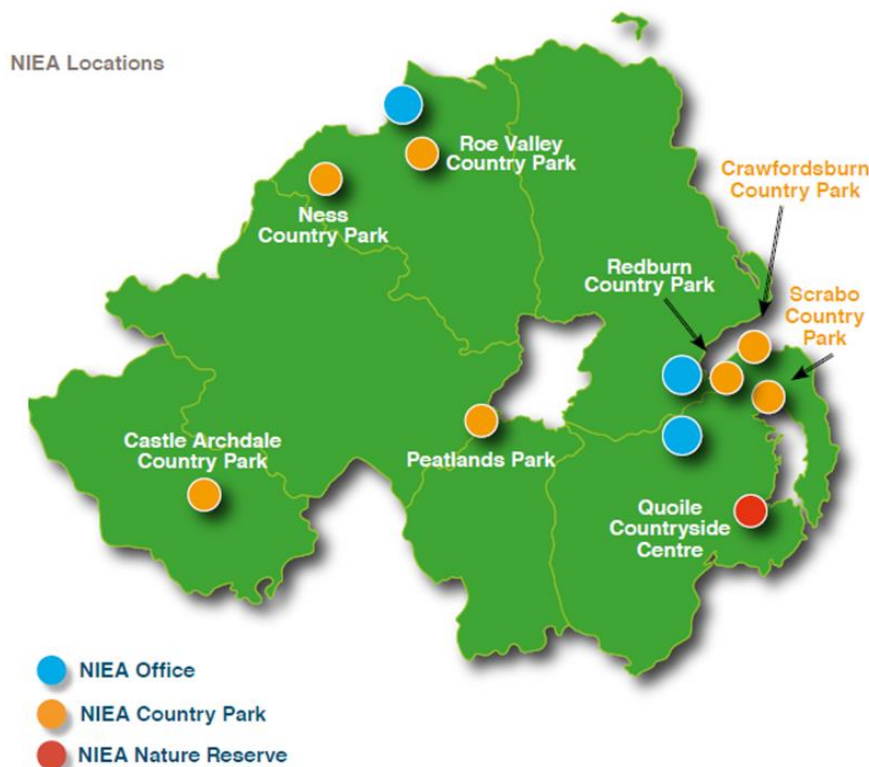 NIEA Locations
Roe Valley
Country Park
Crawfordsburn
Country Park
Ness
Country Park
Redburn
Country Park
Scrabo
Country
Park
Castle Archdale
Country Park
Peatlands Park
Quoile
Countryside
Centre
NIEA Office
NIEA Country Park
NIEA Nature Reserve